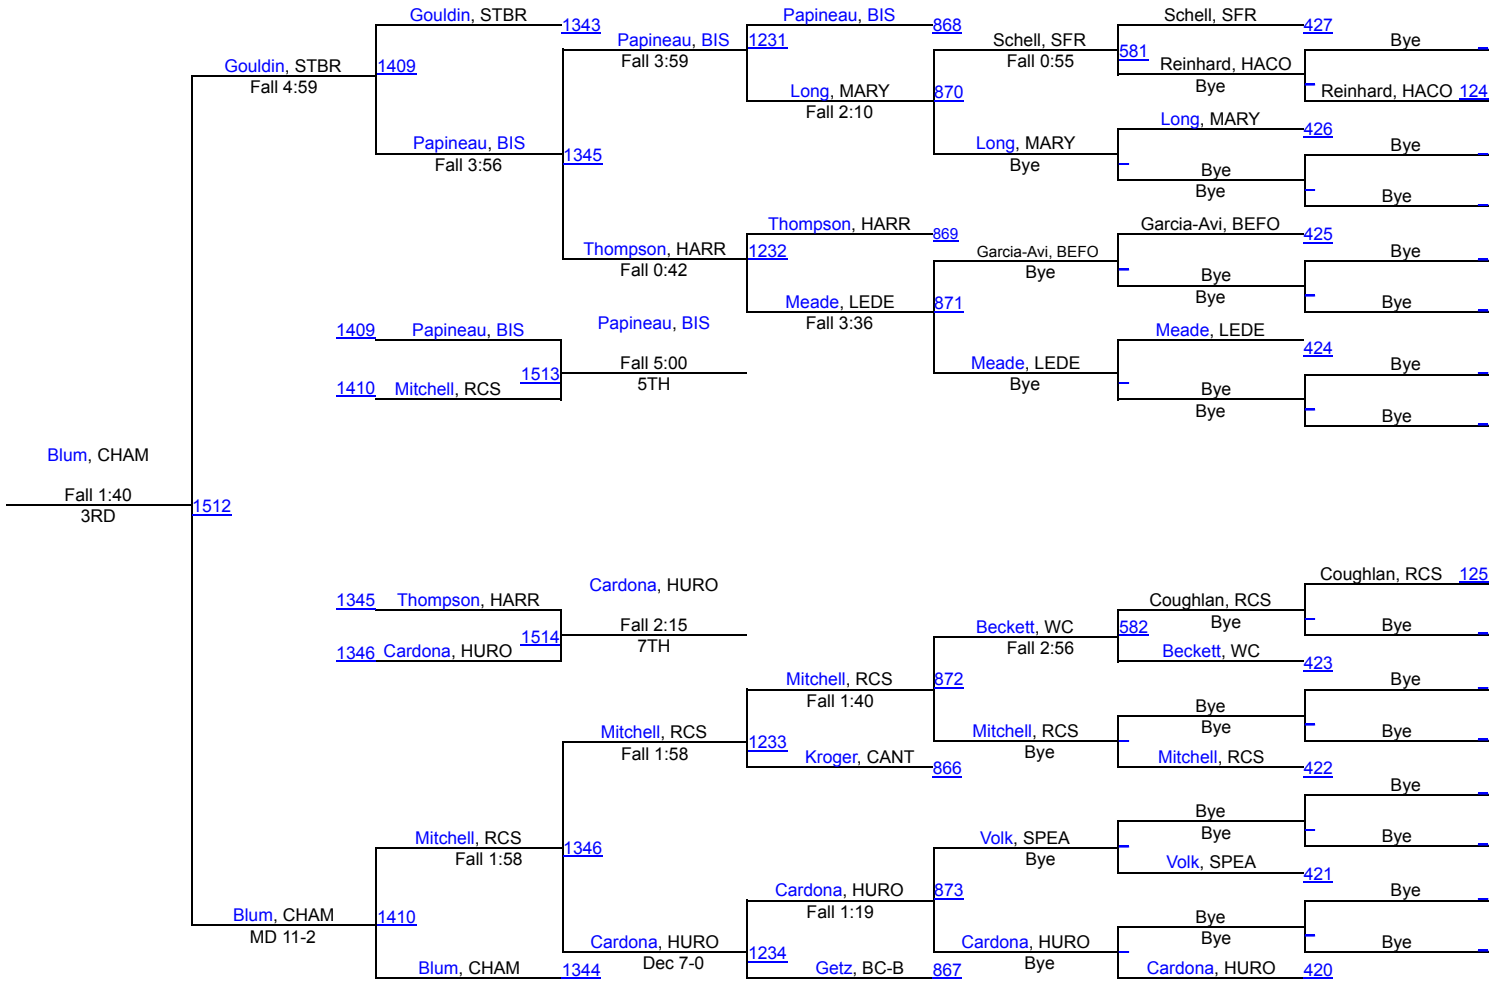 Gouldin, STBR 1343 Papineau, BIS 868 Schell, SFR 427
Papineau, BIS 1231 Schell, SFR Bye
Fall 3:59 Fall 0:55 581
Gouldin, STBR 1409 Reinhard, HACO
Fall 4:59 Long, MARY 870 Bye Reinhard, HACO 124
Fall 2:10
Long, MARY 426
Papineau, BIS 1345 Long, MARY Bye
Fall 3:56 Bye Bye
Bye Bye
Thompson, HARR 869 Garcia-Avi, BEFO 425
Thompson, HARR 1232 Garcia-Avi, BEFO Bye
Fall 0:42 Bye Bye
Bye
Meade, LEDE 871 Bye
Fall 3:36
1409 Papineau, BIS Papineau, BIS Meade, LEDE
424
Fall 5:00 Meade, LEDE Bye
1513 5TH Bye
1410 Mitchell, RCS Bye
Bye Bye
Blum, CHAM
Fall 1:40
3RD 1512
Coughlan, RCS 125
Cardona, HURO
1345 Thompson, HARR Coughlan, RCS
Fall 2:15 Beckett, WC 582 Bye Bye
1514 7TH Fall 2:56
1346 Cardona, HURO Beckett, WC 423
Mitchell, RCS 872 Bye
Fall 1:40
Mitchell, RCS Mitchell, RCS Bye
Fall 1:58 1233 Bye Bye Bye
Kroger, CANT 866 Mitchell, RCS 422
Bye
Bye
Mitchell, RCS 1346 Volk, SPEA Bye Bye
Fall 1:58 Bye
Volk, SPEA 421
Cardona, HURO 873 Bye
Fall 1:19
Blum, CHAM 1410 Bye
MD 11-2 Cardona, HURO Cardona, HURO Bye Bye
Dec 7-0 1234 Bye
Blum, CHAM 1344 Getz, BC-B 867 Cardona, HURO 420